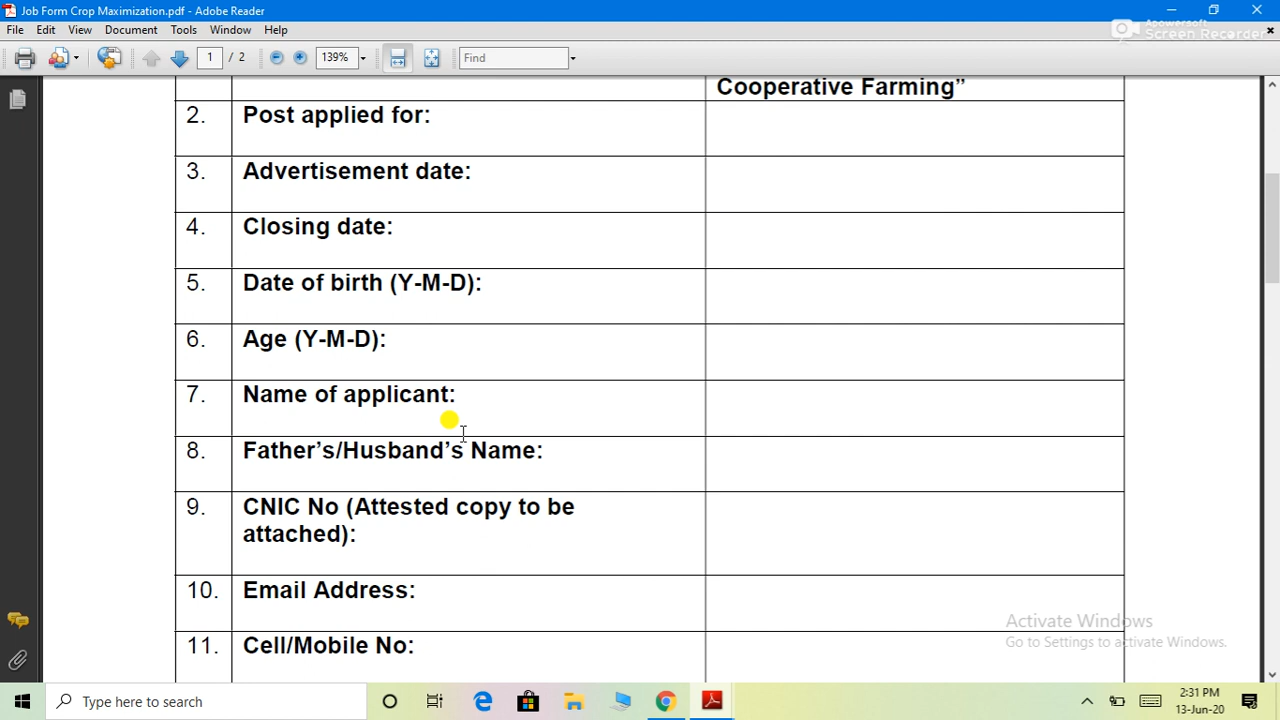 Job Form Crop Maximization.pdf - Adobe Reader
File Edit View Document Tools Window Help
Apowersoft
Screen Recorder
1 / 2 139% Find
Cooperative Farming”
2. Post applied for:
3. Advertisement date:
4. Closing date:
5. Date of birth (Y-M-D):
6. Age (Y-M-D):
7. Name of applicant:
8. Father’s/Husband’s Name:
9. CNIC No (Attested copy to be
attached):
10. Email Address:
11. Cell/Mobile No:
Activate Windows
Go to Settings to activate Windows.
Type here to search
2:31 PM
13-Jun-20